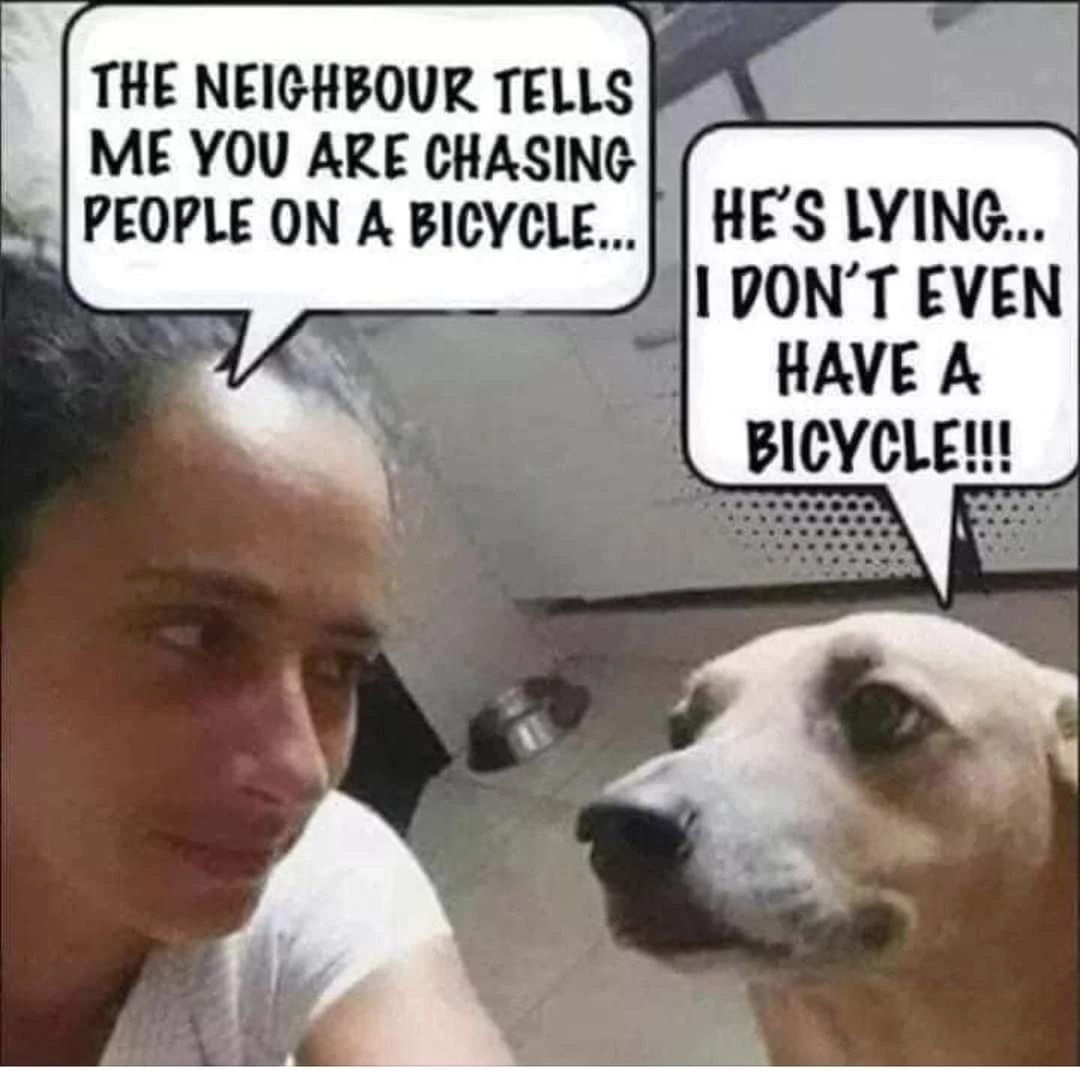 THE NEIGHBOUR TELLS
ME YOU ARE CHASING
PEOPLE ON A BICYCLE...
HE'S LYING...
I DON'T EVEN
HAVE A
BICYCLE!!!